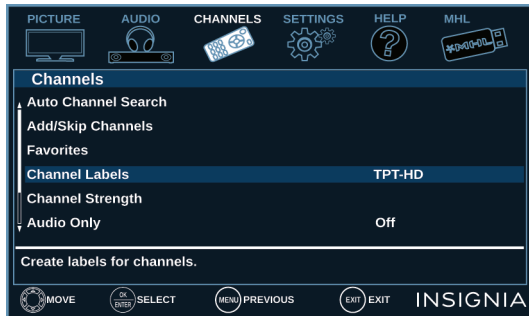 PICTURE AUDIO CHANNELS SETTINGS HELP MHL
MHL
Channels
Auto Channel Search
Add/Skip Channels
Favorites
Channel Labels TPT-HD
Channel Strength
Audio Only Off
Create labels for channels.
MOVE OK ENTER SELECT MENU PREVIOUS EXIT EXIT INSIGNIA